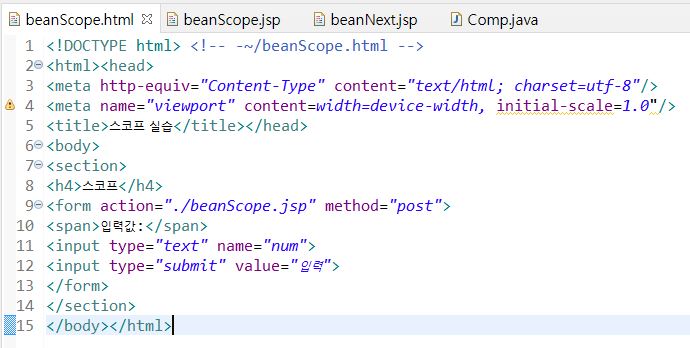 beanScope.html beanScope.jsp beanNext.jsp Comp.java
1 <!DOCTYPE html> <!-- -~/beanScope.html -->
2 <html><head>
3 <meta http-equiv="Content-Type" content="text/html; charset=utf-8"/>
4 <meta name="viewport" content=width=device-width, initial-scale=1.0"/>
5 <title>스코프 실습</title></head>
6 <body>
7 <section>
8 <h4>스코프</h4>
9 <form action="./beanScope.jsp" method="post">
10 <span>입력값:</span>
11 <input type="text" name="num">
12 <input type="submit" value="입력">
13 </form>
14 </section>
15 </body></html>